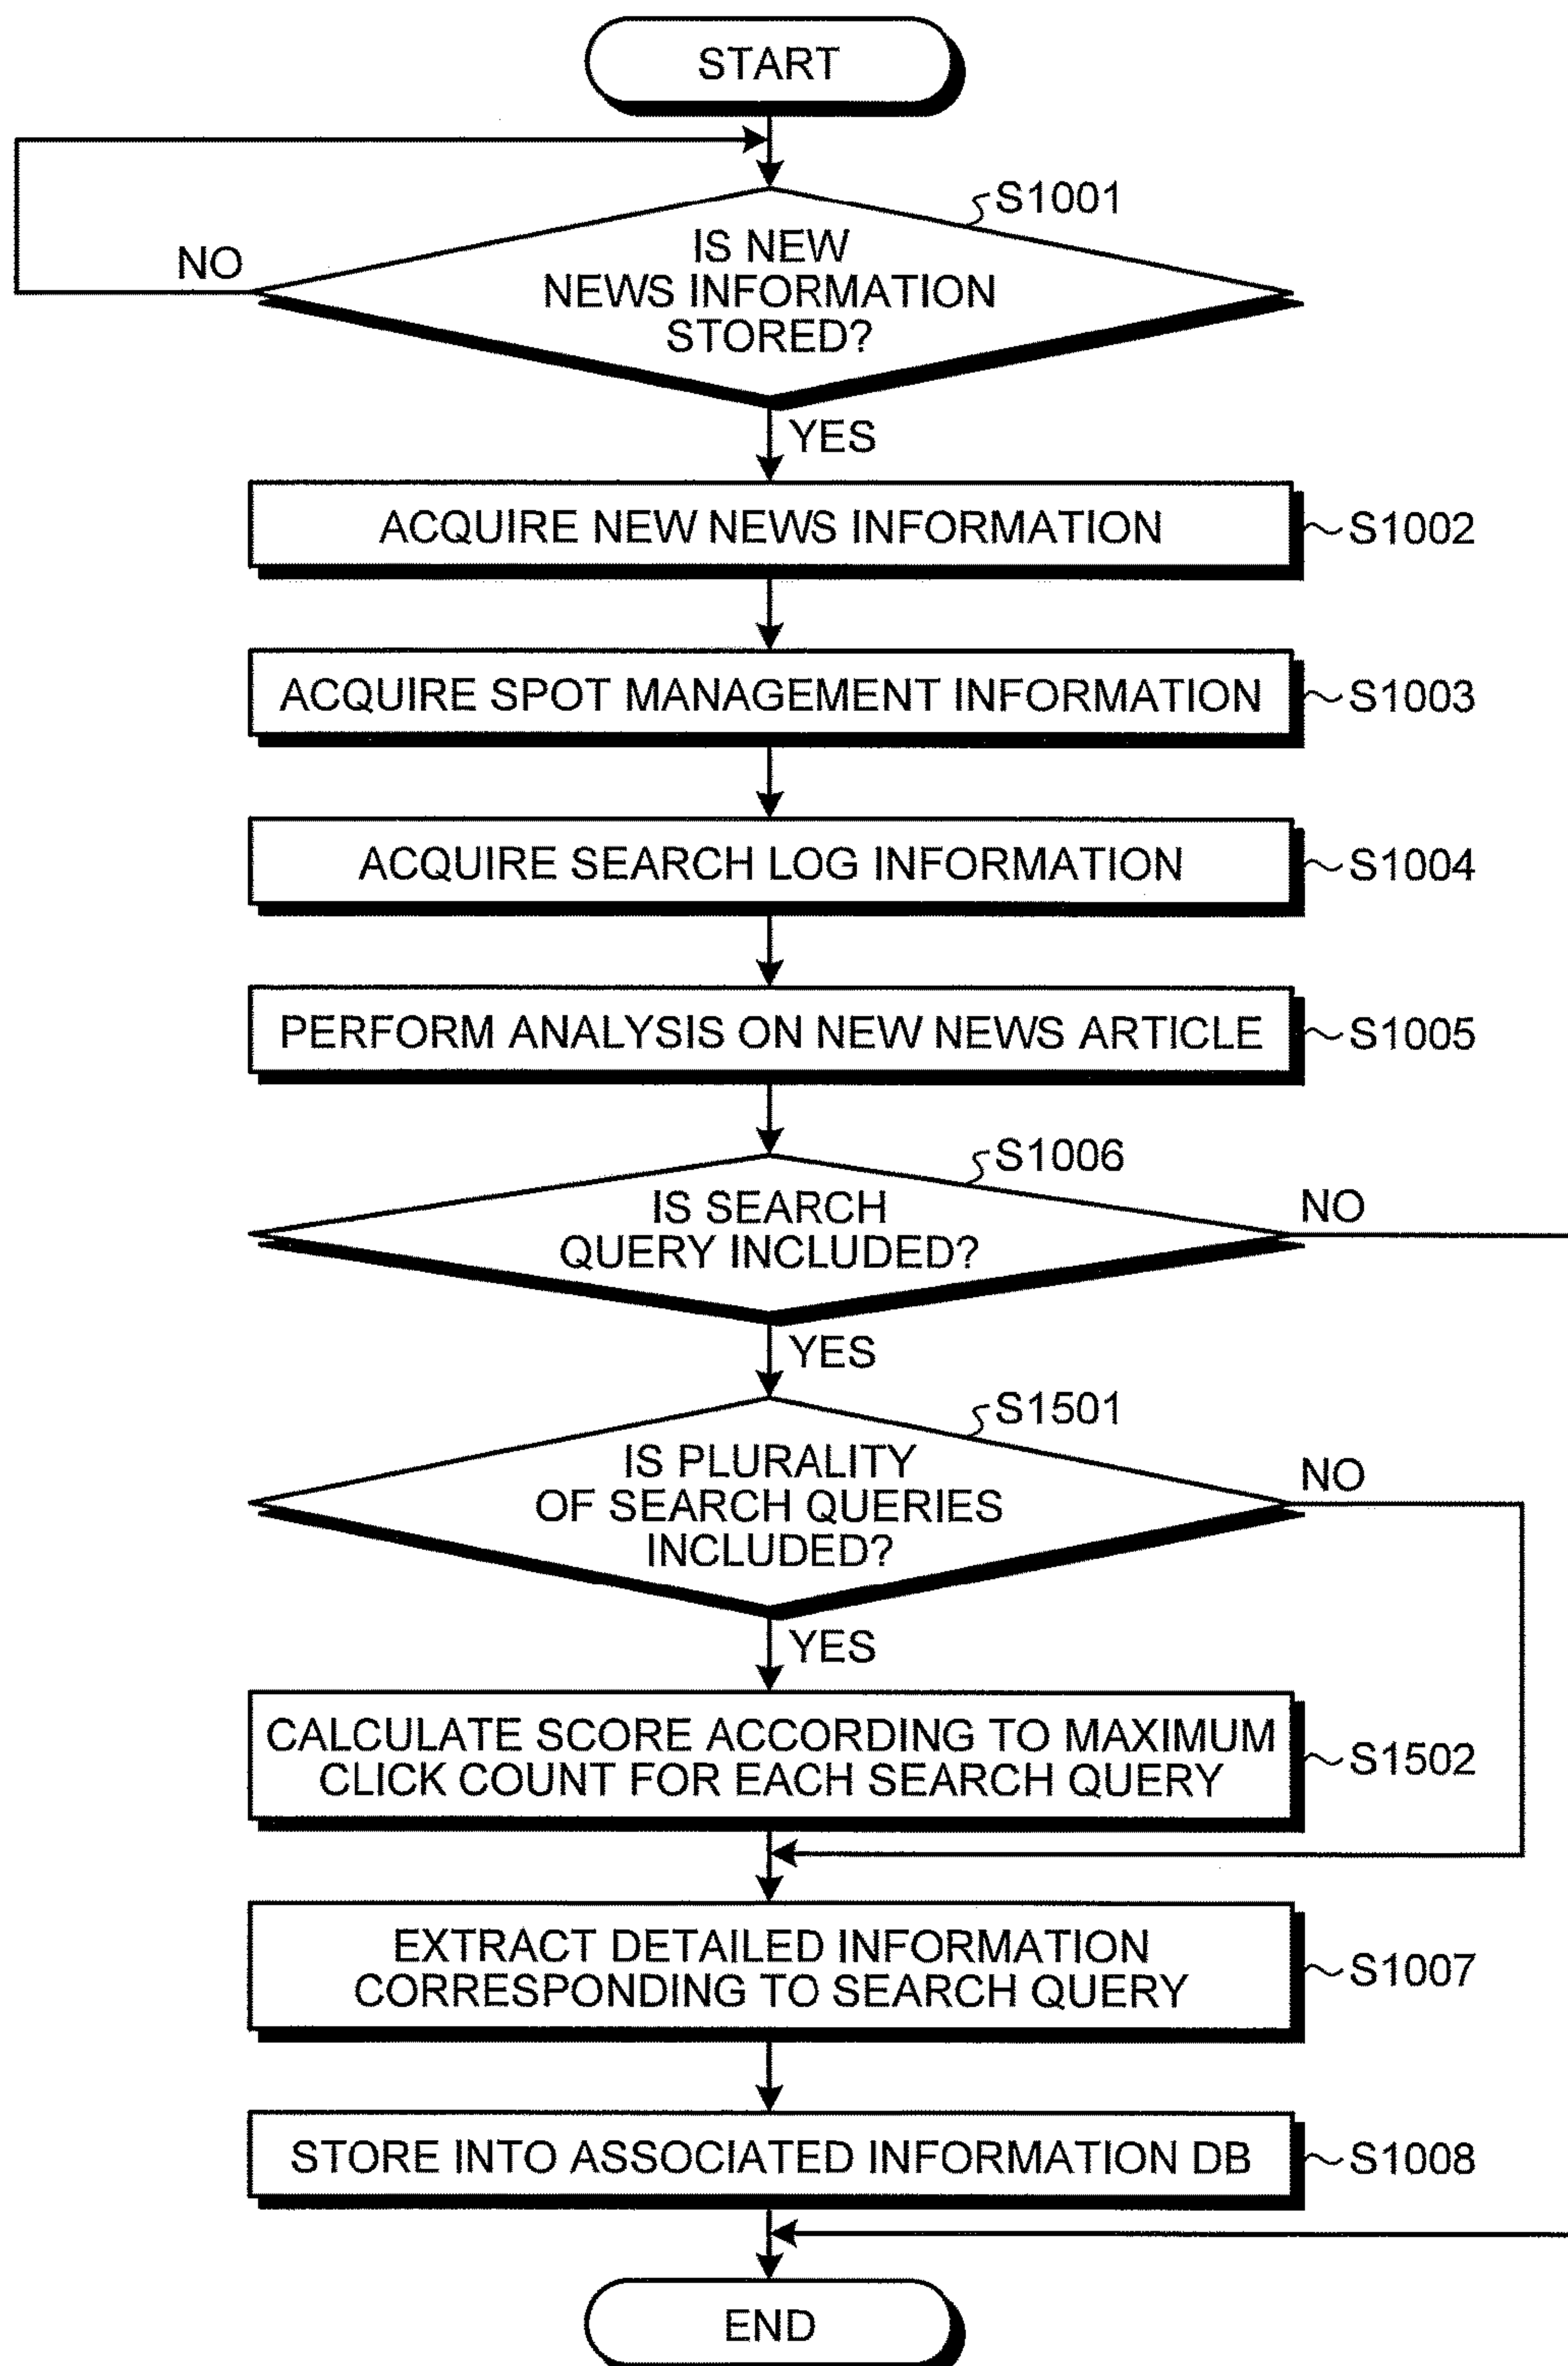 START
S1001
IS NEW
NEWS INFORMATION
STORED?
NO
YES
ACQUIRE NEW NEWS INFORMATION
S1002
ACQUIRE SPOT MANAGEMENT INFORMATION
S1003
ACQUIRE SEARCH LOG INFORMATION
S1004
PERFORM ANALYSIS ON NEW NEWS ARTICLE
S1005
S1006
IS SEARCH
QUERY INCLUDED?
NO
YES
S1501
IS PLURALITY
OF SEARCH QUERIES
INCLUDED?
NO
YES
CALCULATE SCORE ACCORDING TO MAXIMUM
CLICK COUNT FOR EACH SEARCH QUERY
S1502
EXTRACT DETAILED INFORMATION
CORRESPONDING TO SEARCH QUERY
S1007
STORE INTO ASSOCIATED INFORMATION DB
S1008
END